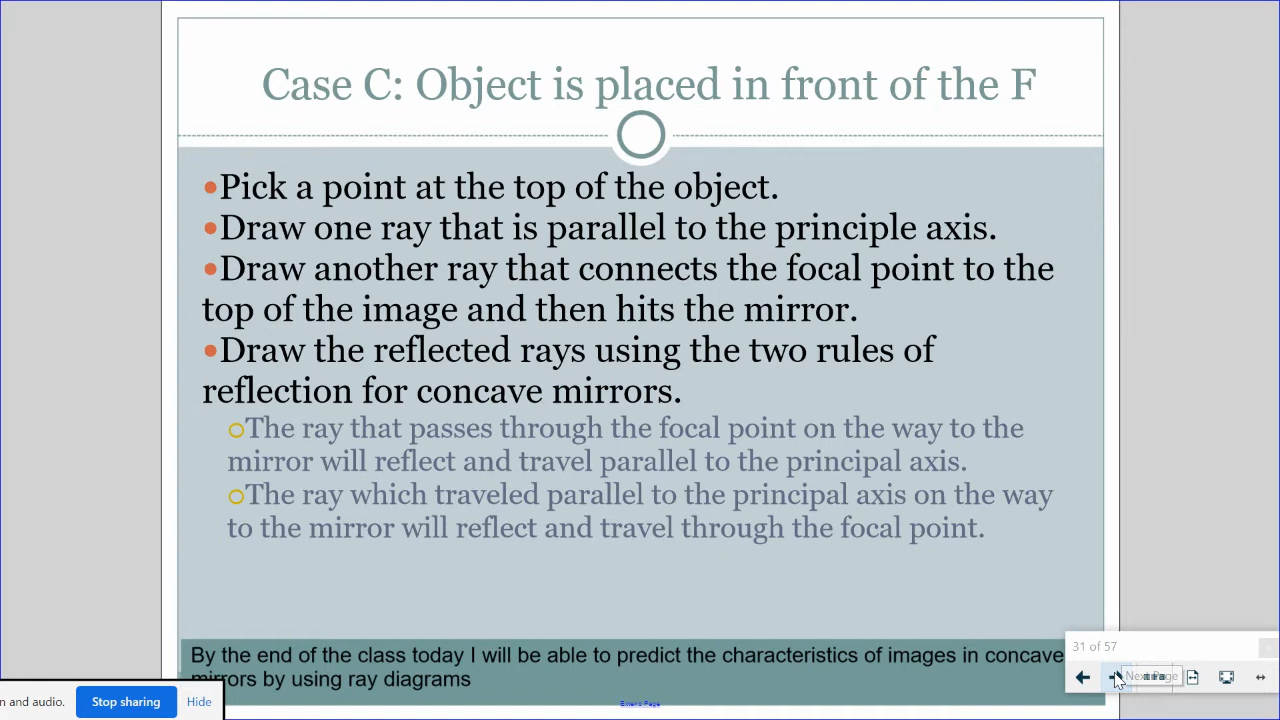 Case C: Object is placed in front of the F
•Pick a point at the top of the object.
•Draw one ray that is parallel to the principle axis.
•Draw another ray that connects the focal point to the
top of the image and then hits the mirror.
•Draw the reflected rays using the two rules of
reflection for concave mirrors.
○The ray that passes through the focal point on the way to the
mirror will reflect and travel parallel to the principal axis.
○The ray which traveled parallel to the principal axis on the way
to the mirror will reflect and travel through the focal point.
By the end of the class today I will be able to predict the characteristics of images in concave
mirrors by using ray diagrams
31 of 57
Next Page
n and audio.
Stop sharing
Hide
Extend Page